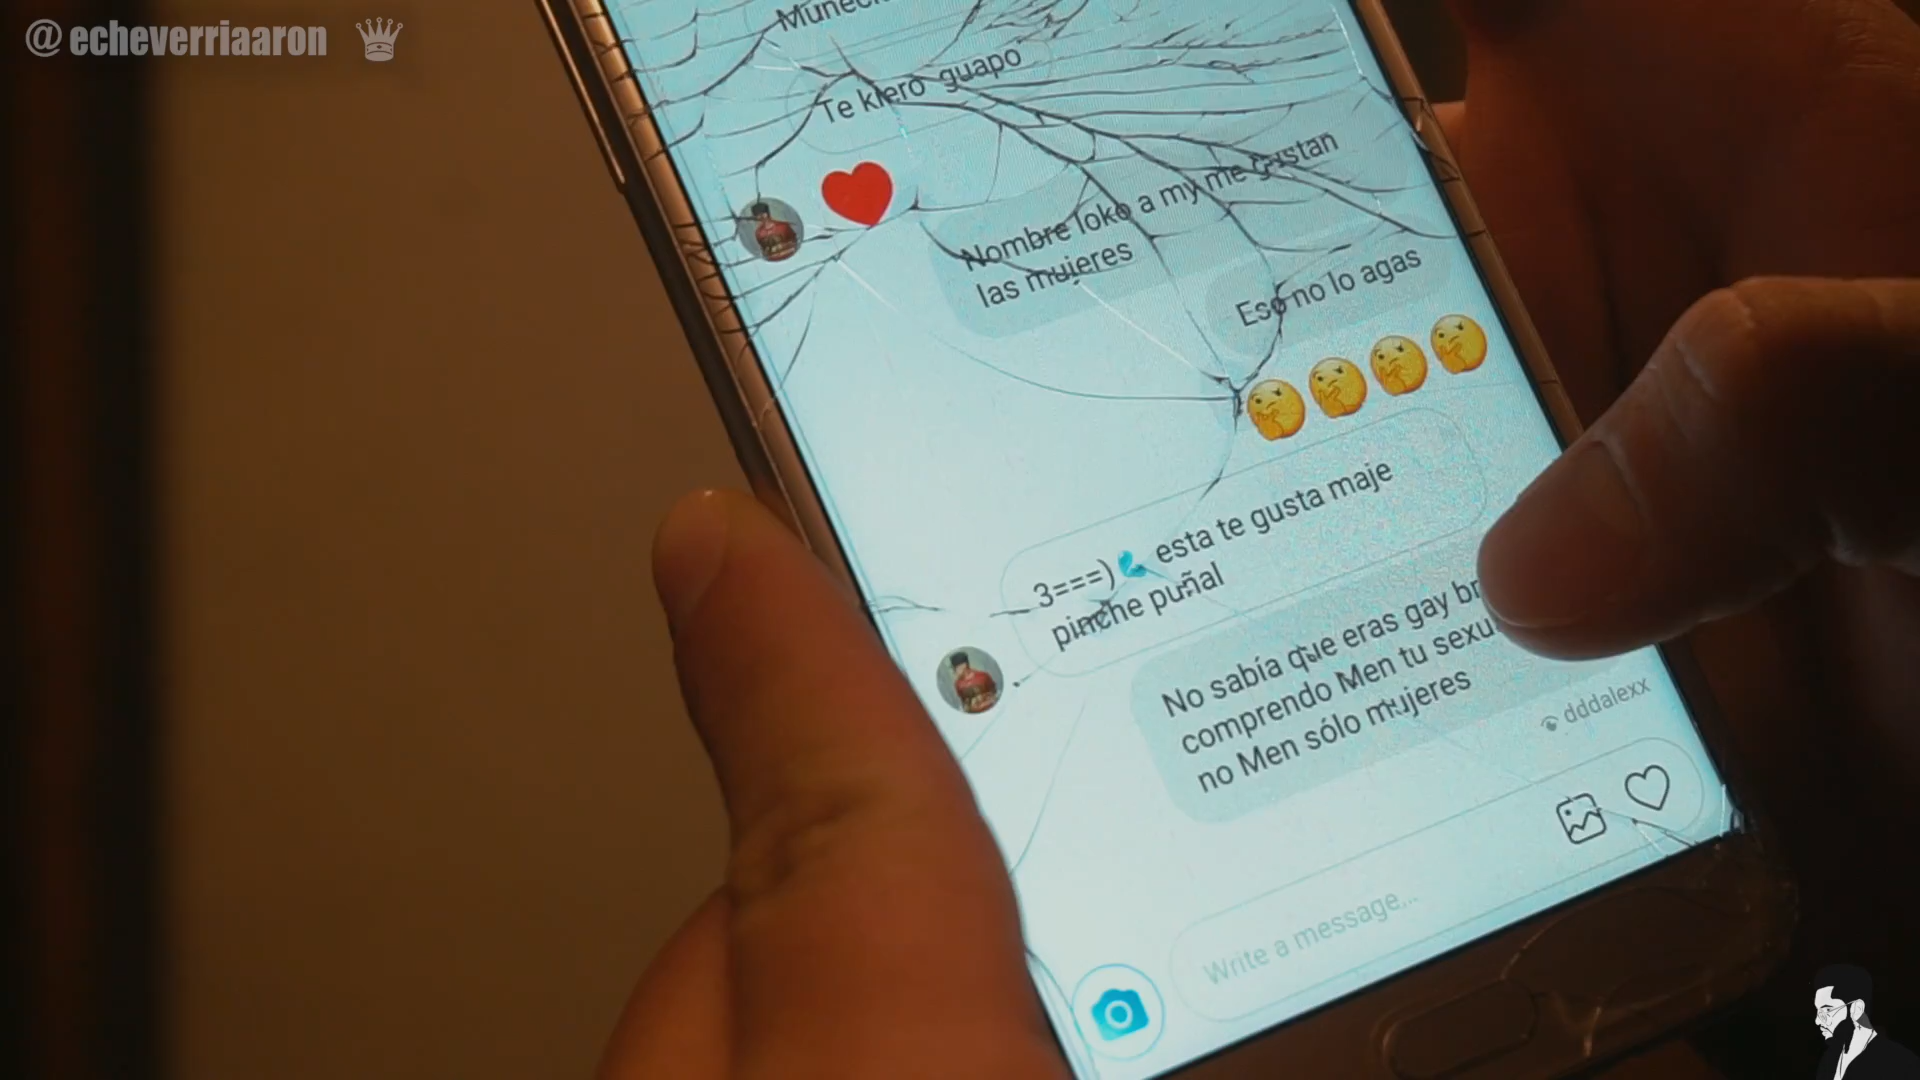 @echeverriaaron
Te kiero guapo
Nombre loko a my me gustan
las mujeres
Eso no lo agas
3===) esta te gusta maje
pinche puñal
No sabía que eras gay
comprendo Men tu
no Men sólo mujeres
dddalexx
Write a message...